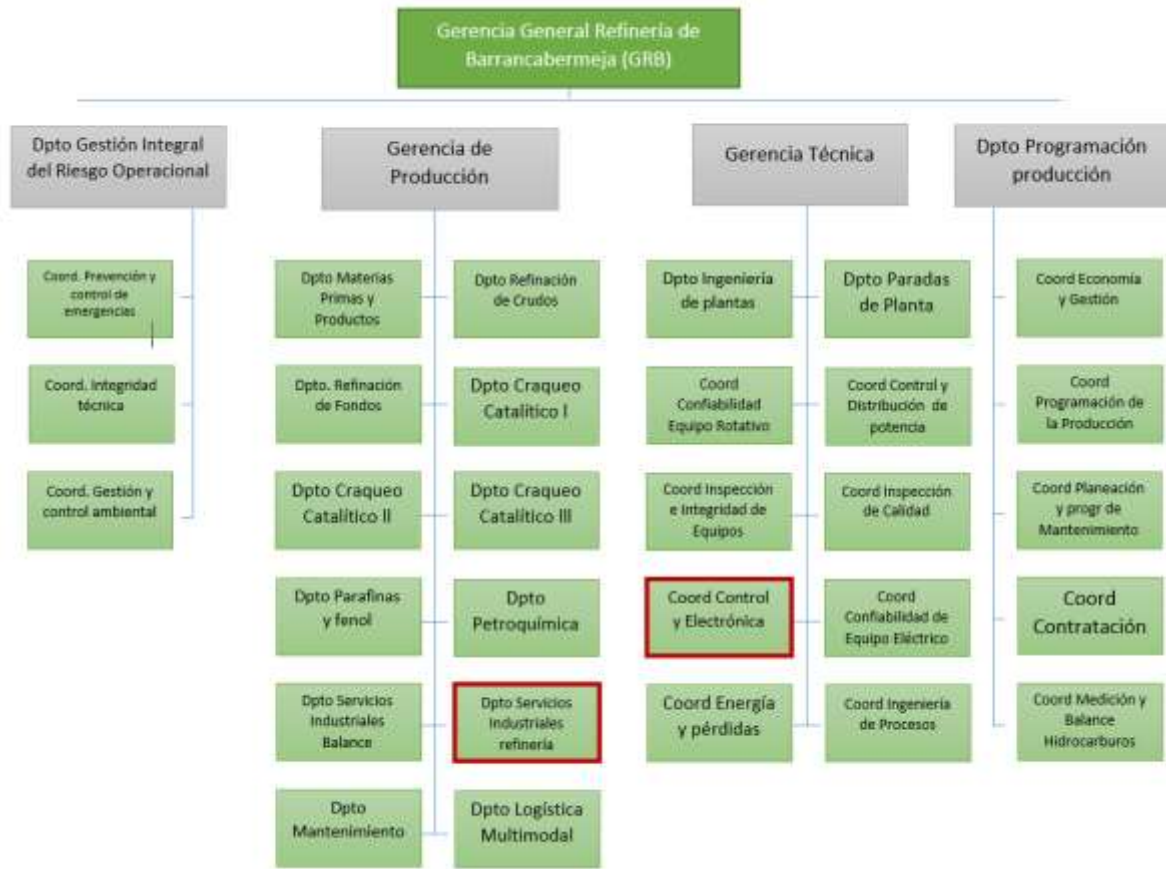 Gerencia General Refinería de
Barrancabermeja (GRB)
Dpto Gestión Integral
del Riesgo Operacional
Gerencia de
Producción
Gerencia Técnica
Dpto Programación
producción
Coord. Prevención y
control de
emergencias
Coord. Integridad
técnica
Coord. Gestión y
control ambiental
Dpto Materias
Primas y
Productos
Dpto Refinación
de Crudos
Dpto. Refinación
de Fondos
Dpto Craqueo
Catalítico I
Dpto Craqueo
Catalítico II
Dpto Craqueo
Catalítico III
Dpto Parafinas
y fenol
Dpto
Petroquímica
Dpto Servicios
Industriales
Balance
Dpto Servicios
Industriales
refinería
Dpto
Mantenimiento
Dpto Logística
Multimodal
Dpto Ingeniería
de plantas
Dpto Paradas
de Planta
Coord
Confiabilidad
Equipo Rotativo
Coord Control y
Distribución de
potencia
Coord Inspección
e Integridad de
Equipos
Coord Inspección
de Calidad
Coord Control
y Electrónica
Coord
Confiabilidad de
Equipo Eléctrico
Coord Energía
y pérdidas
Coord Ingeniería
de Procesos
Coord Economía
y Gestión
Coord
Programación de
la Producción
Coord Planeación
y progr de
Mantenimiento
Coord
Contratación
Coord Medición y
Balance
Hidrocarburos